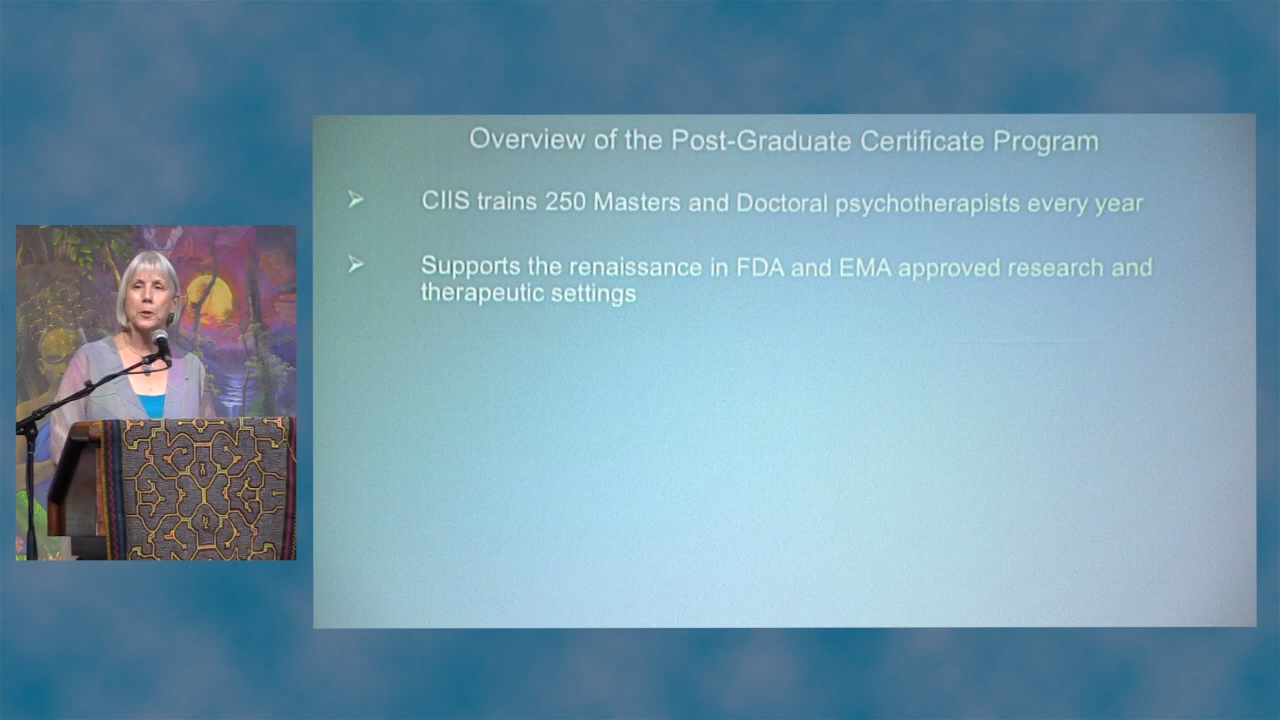 Overview of the Post-Graduate Certificate Program
CIIS trains 250 Masters and Doctoral psychotherapists every year
Supports the renaissance in FDA and EMA approved research and
therapeutic settings